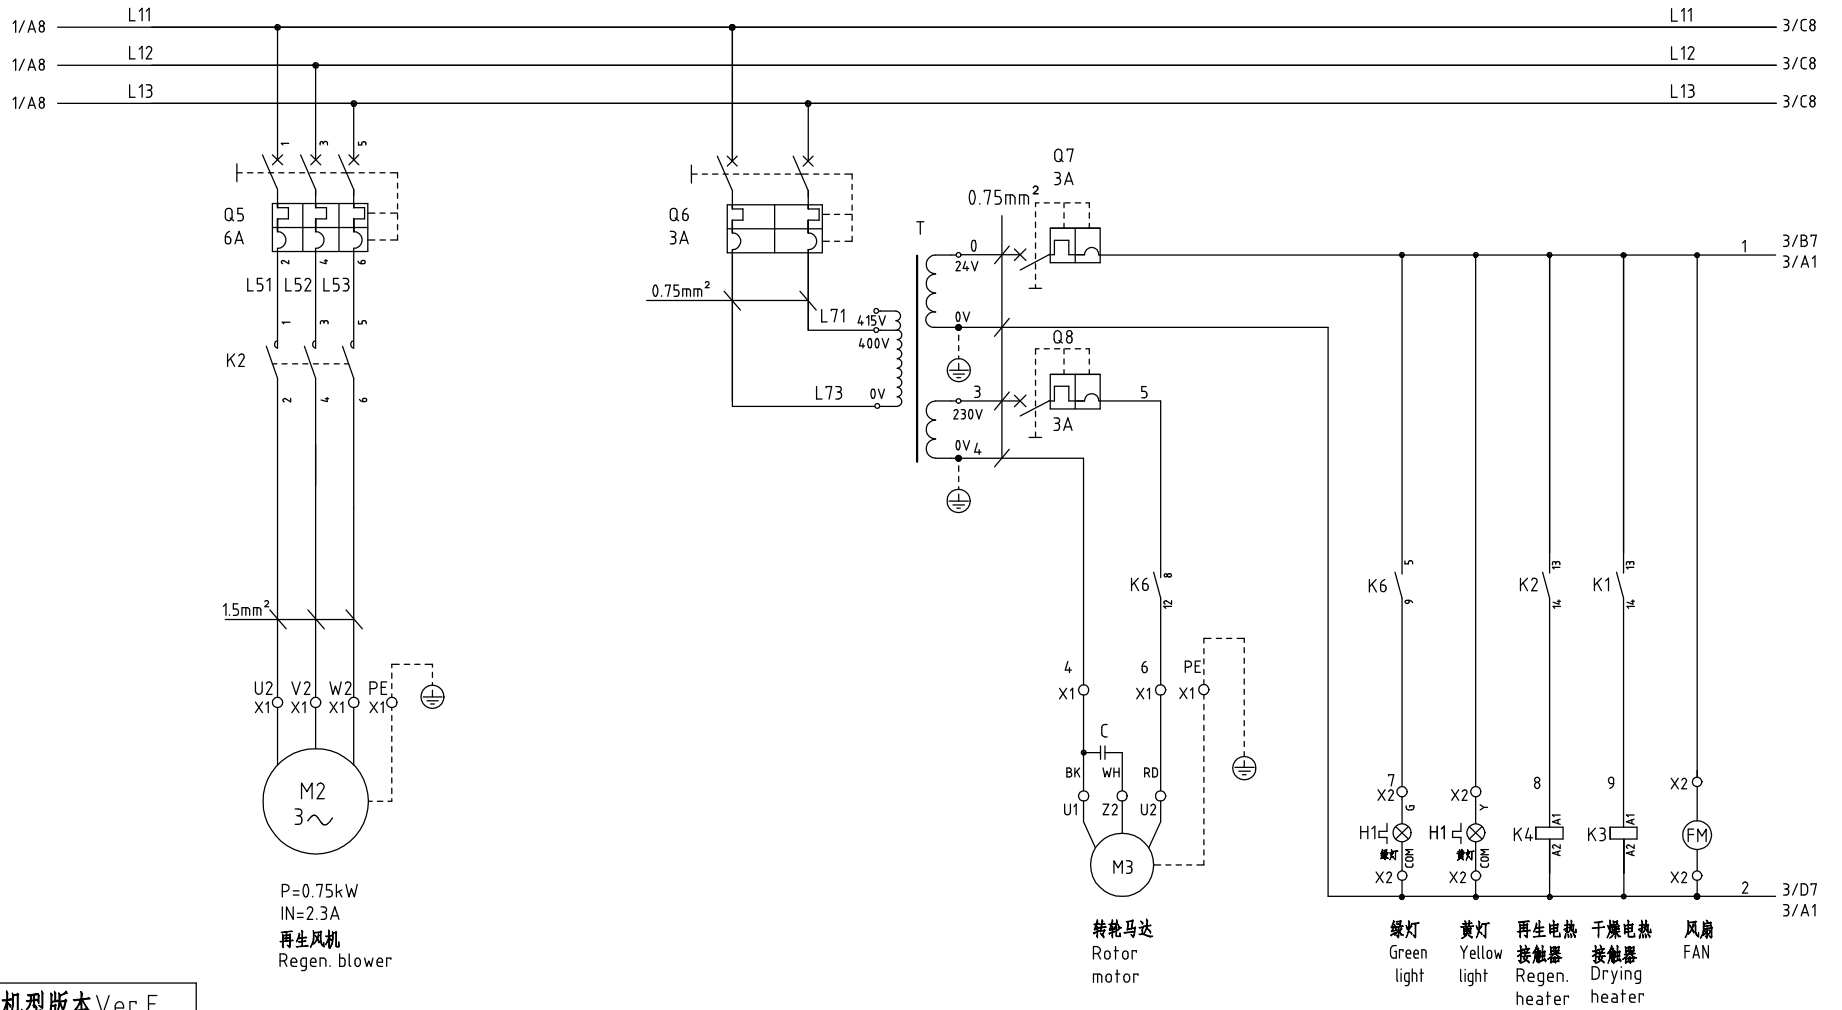 L11
L11
1/A8
3/C8
L12
L12
1/A8
3/C8
L13
L13
1/A8
3/C8
1 3 5
Q5
6A
2 4 6
L51 L52 L53
1 3 5
K2
2 4 6
1.5mm²
U2 V2 W2 PE
X1 X1 X1 X1
M2
3~
P=0.75kW
IN=2.3A
再生风机
Regen. blower
Q6
3A
0.75mm²
L71
415V
400V
L73
0V
T
0.75mm²
Q7
3A
0
24V
0V
Q8
3A
3
230V
0V
4
5
K6
8
12
4 6 PE
X1 X1 X1
C
BK WH RD
U1 Z2 U2
M3
转轮马达
Rotor
motor
1
3/B7
3/A1
K6
5
9
K2
13
14
K1
13
14
7
X2
G
H1
绿灯
COM
X2
X2
Y
H1
黄灯
COM
X2
8
K4
A1
A2
9
K3
A1
A2
X2
FM
X2
2
3/D7
3/A1
绿灯
Green
light
黄灯
Yellow
light
再生电热
接触器
Regen.
heater
干燥电热
接触器
Drying
heater
风扇
FAN
机型版本Ver F